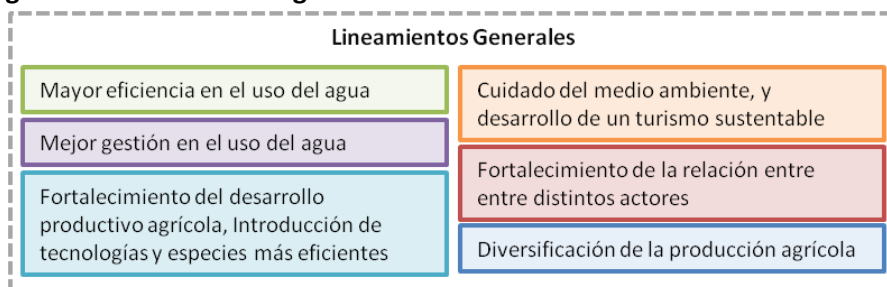 Lineamientos Generales
Mayor eficiencia en el uso del agua
Mejor gestión en el uso del agua
Fortalecimiento del desarrollo
productivo agrícola, Introducción de
tecnologías y especies más eficientes
Cuidado del medio ambiente, y
desarrollo de un turismo sustentable
Fortalecimiento de la relación entre
entre distintos actores
Diversificación de la producción agrícola